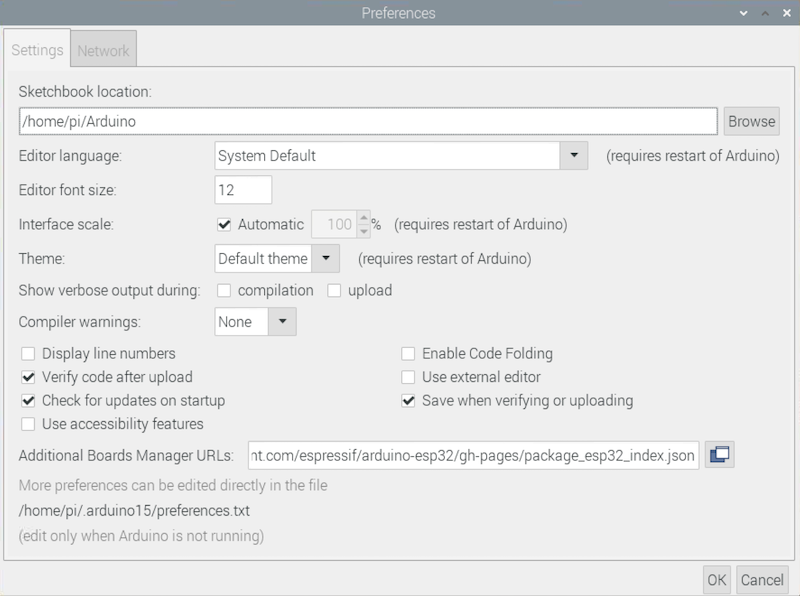 Preferences
Settings Network
Sketchbook location:
/home/pi/Arduino Browse
Editor language: System Default (requires restart of Arduino)
Editor font size: 12
Interface scale: Automatic 100 % (requires restart of Arduino)
Theme: Default theme (requires restart of Arduino)
Show verbose output during: compilation upload
Compiler warnings: None
Display line numbers Enable Code Folding
Verify code after upload Use external editor
Check for updates on startup Save when verifying or uploading
Use accessibility features
Additional Boards Manager URLs: nt.com/espressif/arduino-esp32/gh-pages/package_esp32_index.json
More preferences can be edited directly in the file
/home/pi/.arduino15/preferences.txt
(edit only when Arduino is not running)
OK Cancel